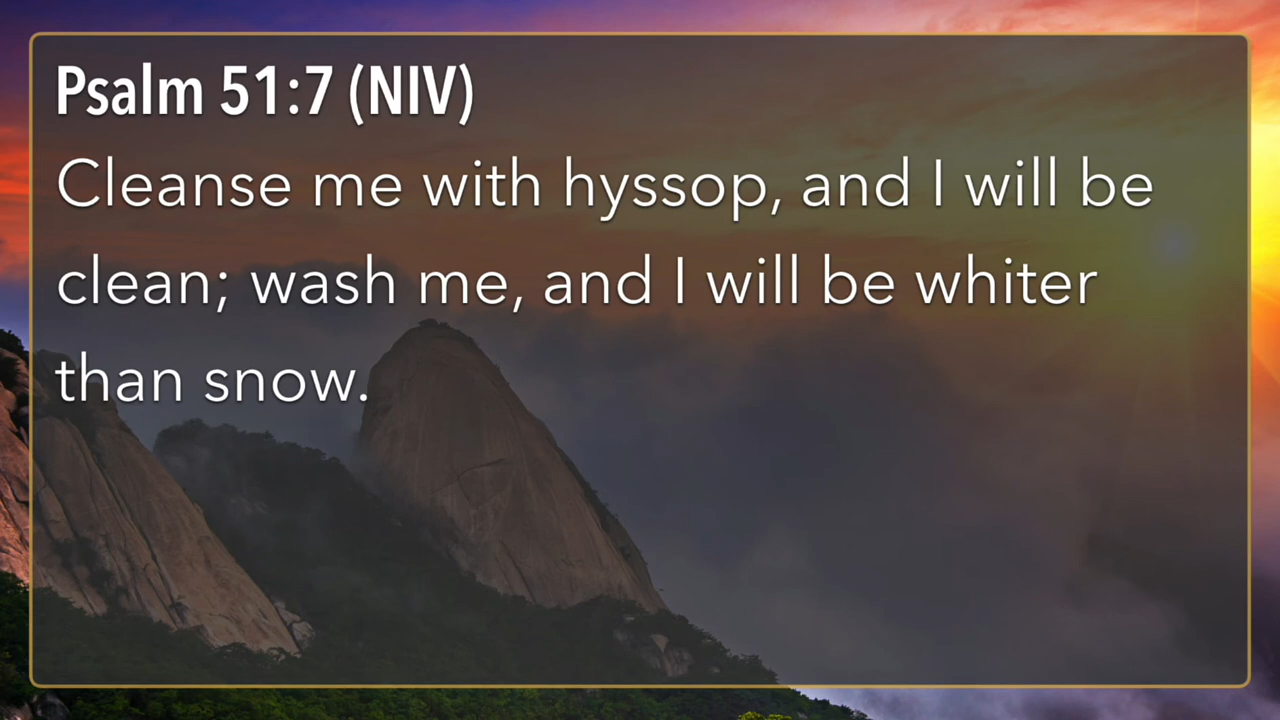 Psalm 51:7 (NIV)
Cleanse me with hyssop, and I will be
clean; wash me, and I will be whiter
than snow.